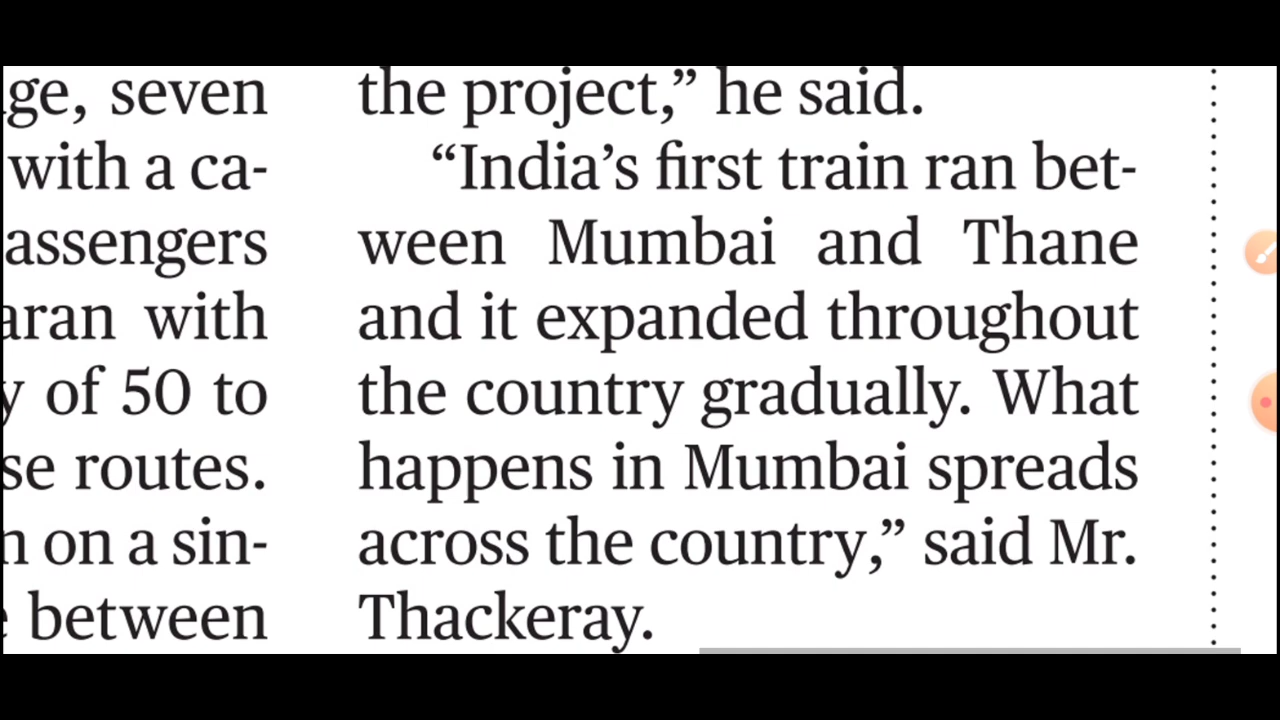 ge, seven
with a ca-
assengers
aran with
y of 50 to
se routes.
n on a sin-
between
the project,” he said.
“India’s first train ran bet-
ween Mumbai and Thane
and it expanded throughout
the country gradually. What
happens in Mumbai spreads
across the country,” said Mr.
Thackeray.